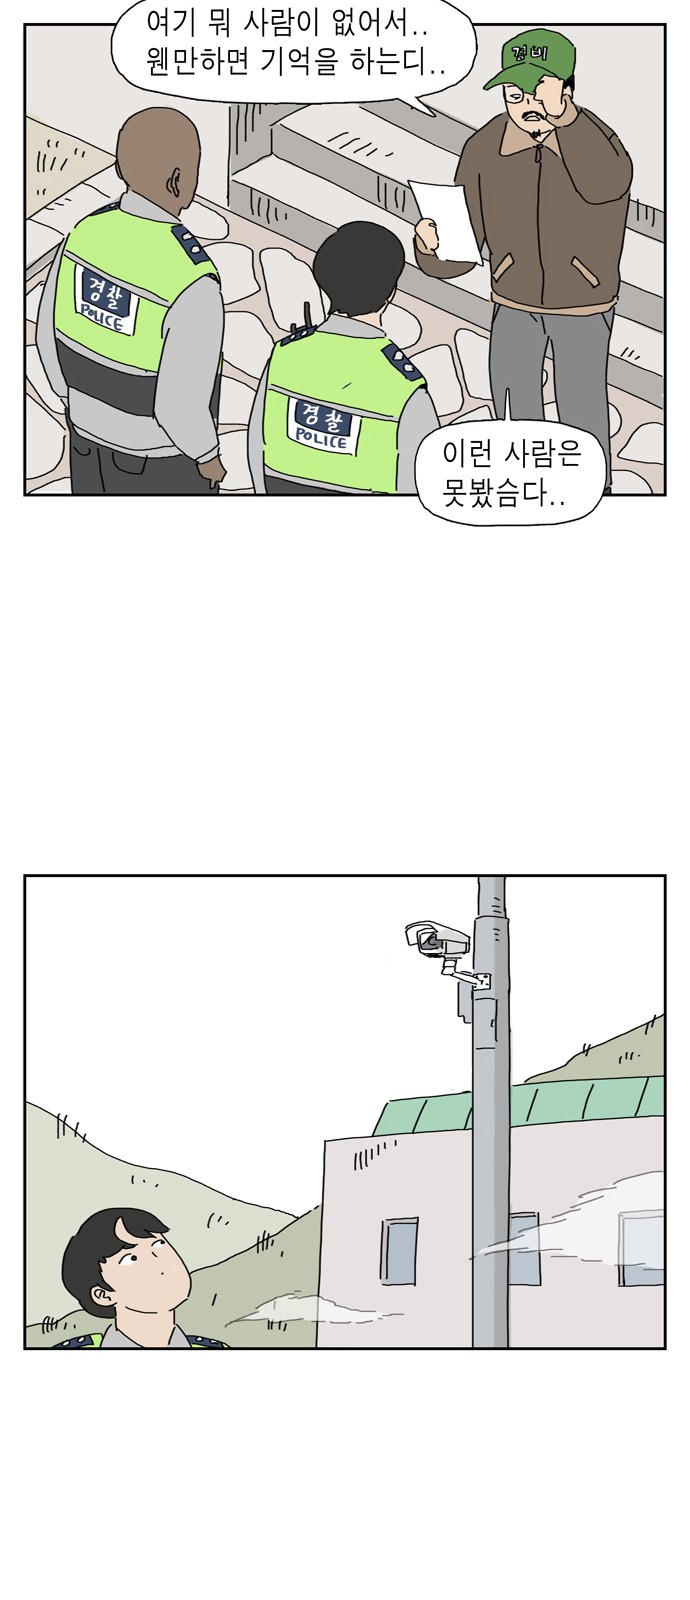 여기 뭐 사람이 없어서..
웬만하면 기억을 하는디..
경비
경찰
POLICE
경찰
POLICE
이런 사람은
못봤슴다..